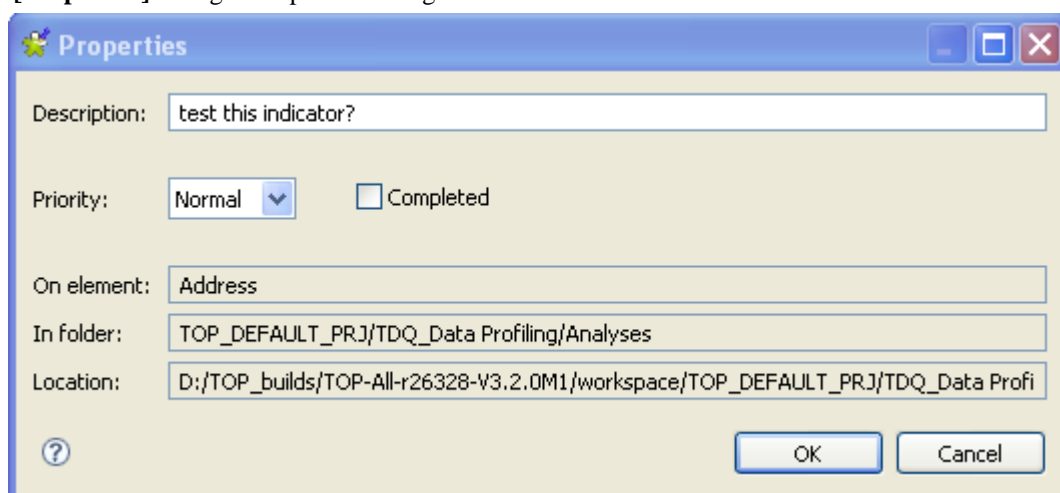 Properties
Description: test this indicator?
Priority: Normal Completed
On element: Address
In folder: TOP_DEFAULT_PRJ/TDQ_Data Profiling/Analyses
Location: D:/TOP_builds/TOP-All-r26328-V3.2.0M1/workspace/TOP_DEFAULT_PRJ/TDQ_Data Profi
? OK Cancel